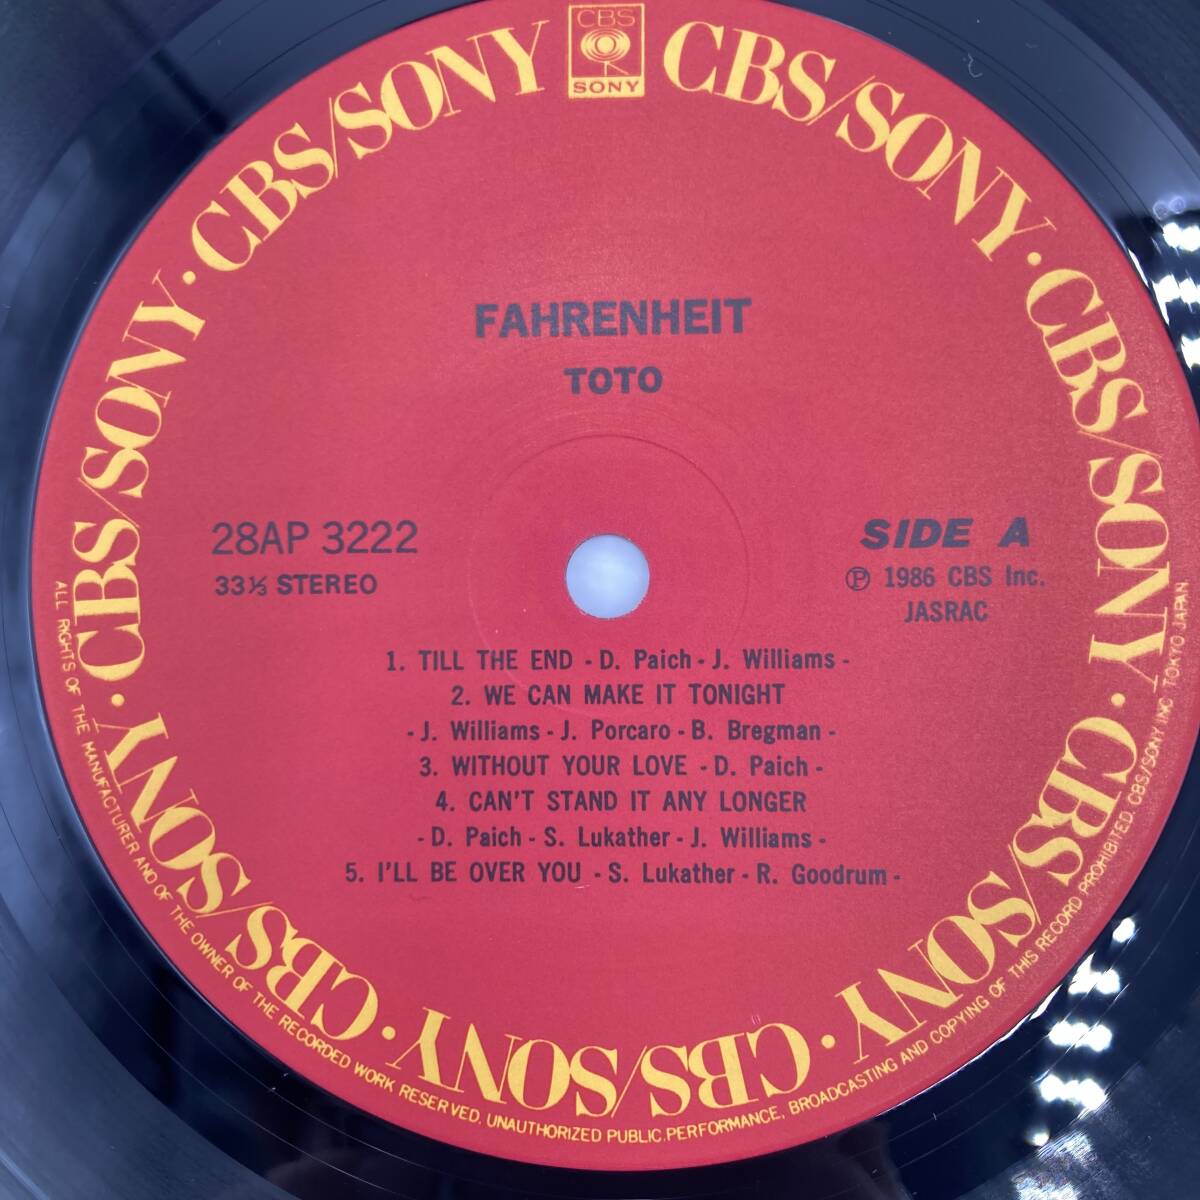 CBS
SONY
CBS/SONY · CBS/SONY · CBS/SONY · CBS/SONY · CBS/SONY · CBS/SONY · CBS/SONY · CBS/SONY
FAHRENHEIT
TOTO
28AP 3222
33⅓ STEREO
SIDE A
Ⓟ 1986 CBS Inc.
JASRAC
1. TILL THE END - D. Paich - J. Williams -
2. WE CAN MAKE IT TONIGHT
- J. Williams - J. Porcaro - B. Bregman -
3. WITHOUT YOUR LOVE - D. Paich -
4. CAN'T STAND IT ANY LONGER
- D. Paich - S. Lukather - J. Williams -
5. I'LL BE OVER YOU - S. Lukather - R. Goodrum -
ALL RIGHTS OF THE MANUFACTURER AND OF THE OWNER OF THE RECORDED WORK RESERVED. UNAUTHORIZED PUBLIC PERFORMANCE, BROADCASTING AND COPYING OF THIS RECORD PROHIBITED. CBS/SONY INC TOKYO JAPAN